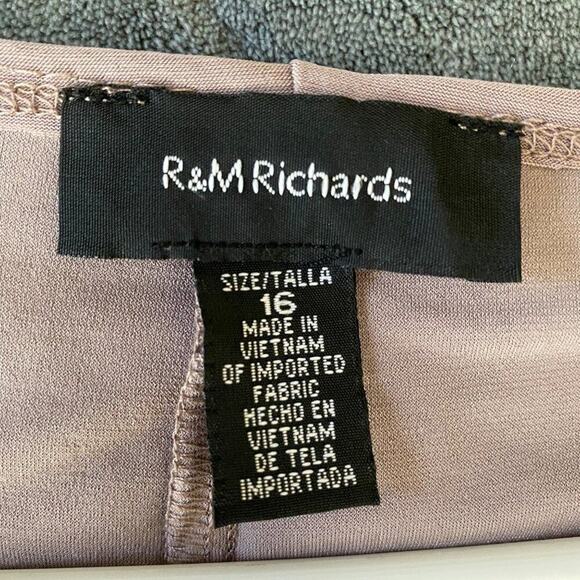 R&M Richards
SIZE/TALLA
16
MADE IN
VIETNAM
OF IMPORTED
FABRIC
HECHO EN
VIETNAM
DE TELA
IMPORTADA